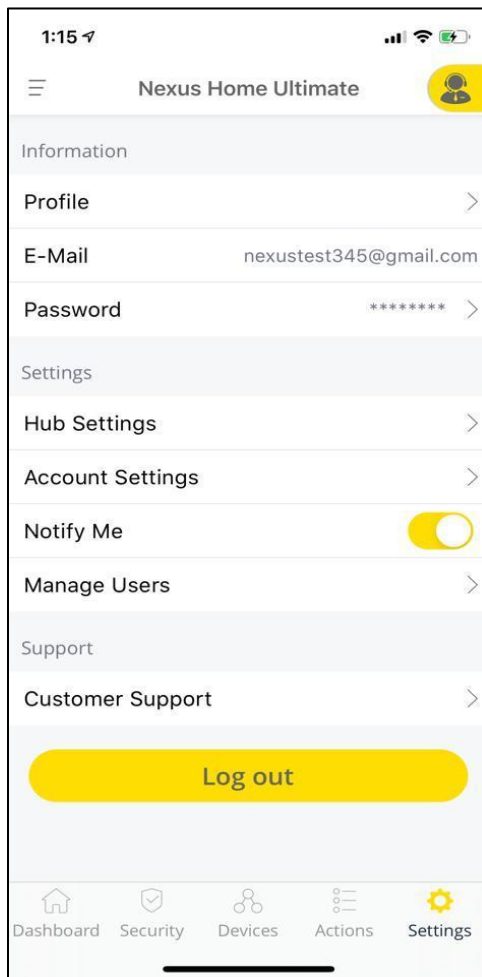 1:15
Nexus Home Ultimate
Information
Profile
E-Mail nexustest345@gmail.com
Password ********
Settings
Hub Settings
Account Settings
Notify Me
Manage Users
Support
Customer Support
Log out
Dashboard Security Devices Actions Settings